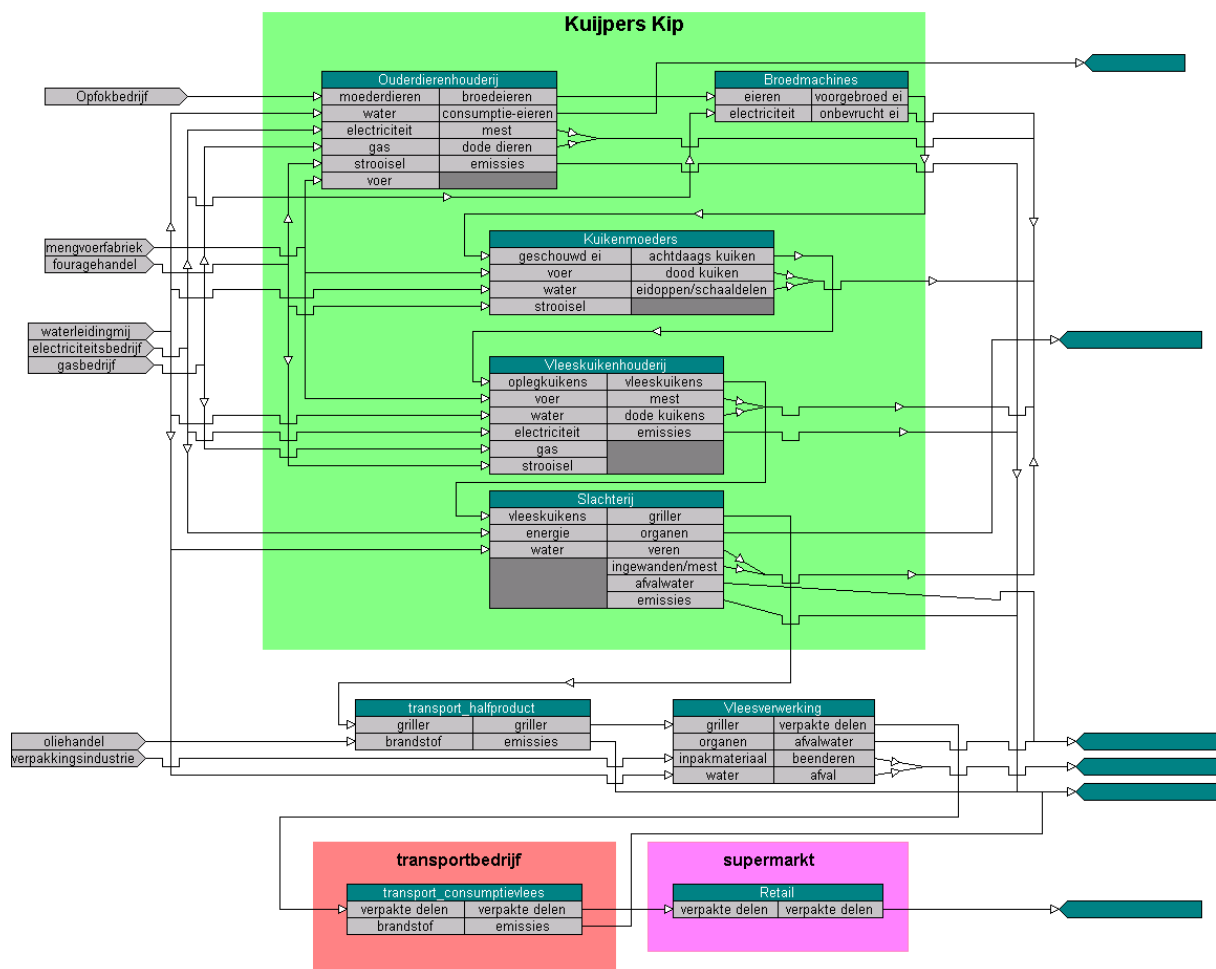 Kuijpers Kip
Ouderdierenhouderij
moederdieren broedeieren
water consumptie-eieren
electriciteit mest
gas dode dieren
strooisel emissies
voer
Broedmachines
eieren voorgebroed ei
electriciteit onbevrucht ei
Opfokbedrijf
mengvoerfabriek
fouragehandel
Kuikenmoeders
geschouwd ei achtdaags kuiken
voer dood kuiken
water eidoppen/schaaldelen
strooisel
waterleidingmij
electriciteitsbedrijf
gasbedrijf
Vleeskuikenhouderij
oplegkuikens vleeskuikens
voer mest
water dode kuikens
electriciteit emissies
gas
strooisel
Slachterij
vleeskuikens griller
energie organen
water veren
ingewanden/mest
afvalwater
emissies
transport_halfproduct
griller griller
brandstof emissies
Vleesverwerking
griller verpakte delen
organen afvalwater
inpakmateriaal beenderen
water afval
oliehandel
verpakkingsindustrie
transportbedrijf
transport_consumptievlees
verpakte delen verpakte delen
brandstof emissies
supermarkt
Retail
verpakte delen verpakte delen